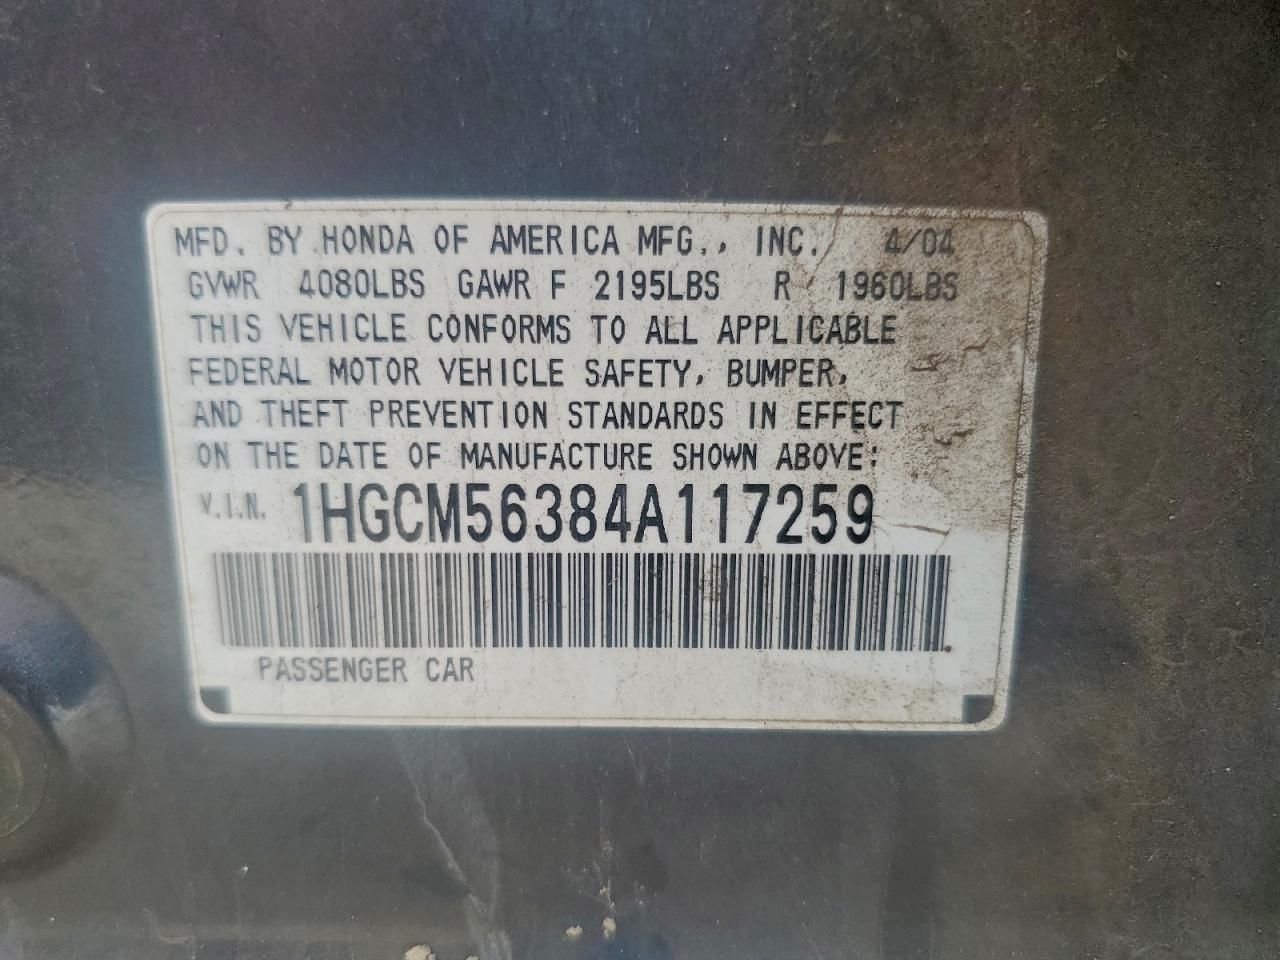 MFD. BY HONDA OF AMERICA MFG., INC. 4/04
GVWR 4080LBS GAWR F 2195LBS R 1960LBS
THIS VEHICLE CONFORMS TO ALL APPLICABLE
FEDERAL MOTOR VEHICLE SAFETY, BUMPER,
AND THEFT PREVENTION STANDARDS IN EFFECT
ON THE DATE OF MANUFACTURE SHOWN ABOVE:
V.I.N. 1HGCM56384A117259
PASSENGER CAR